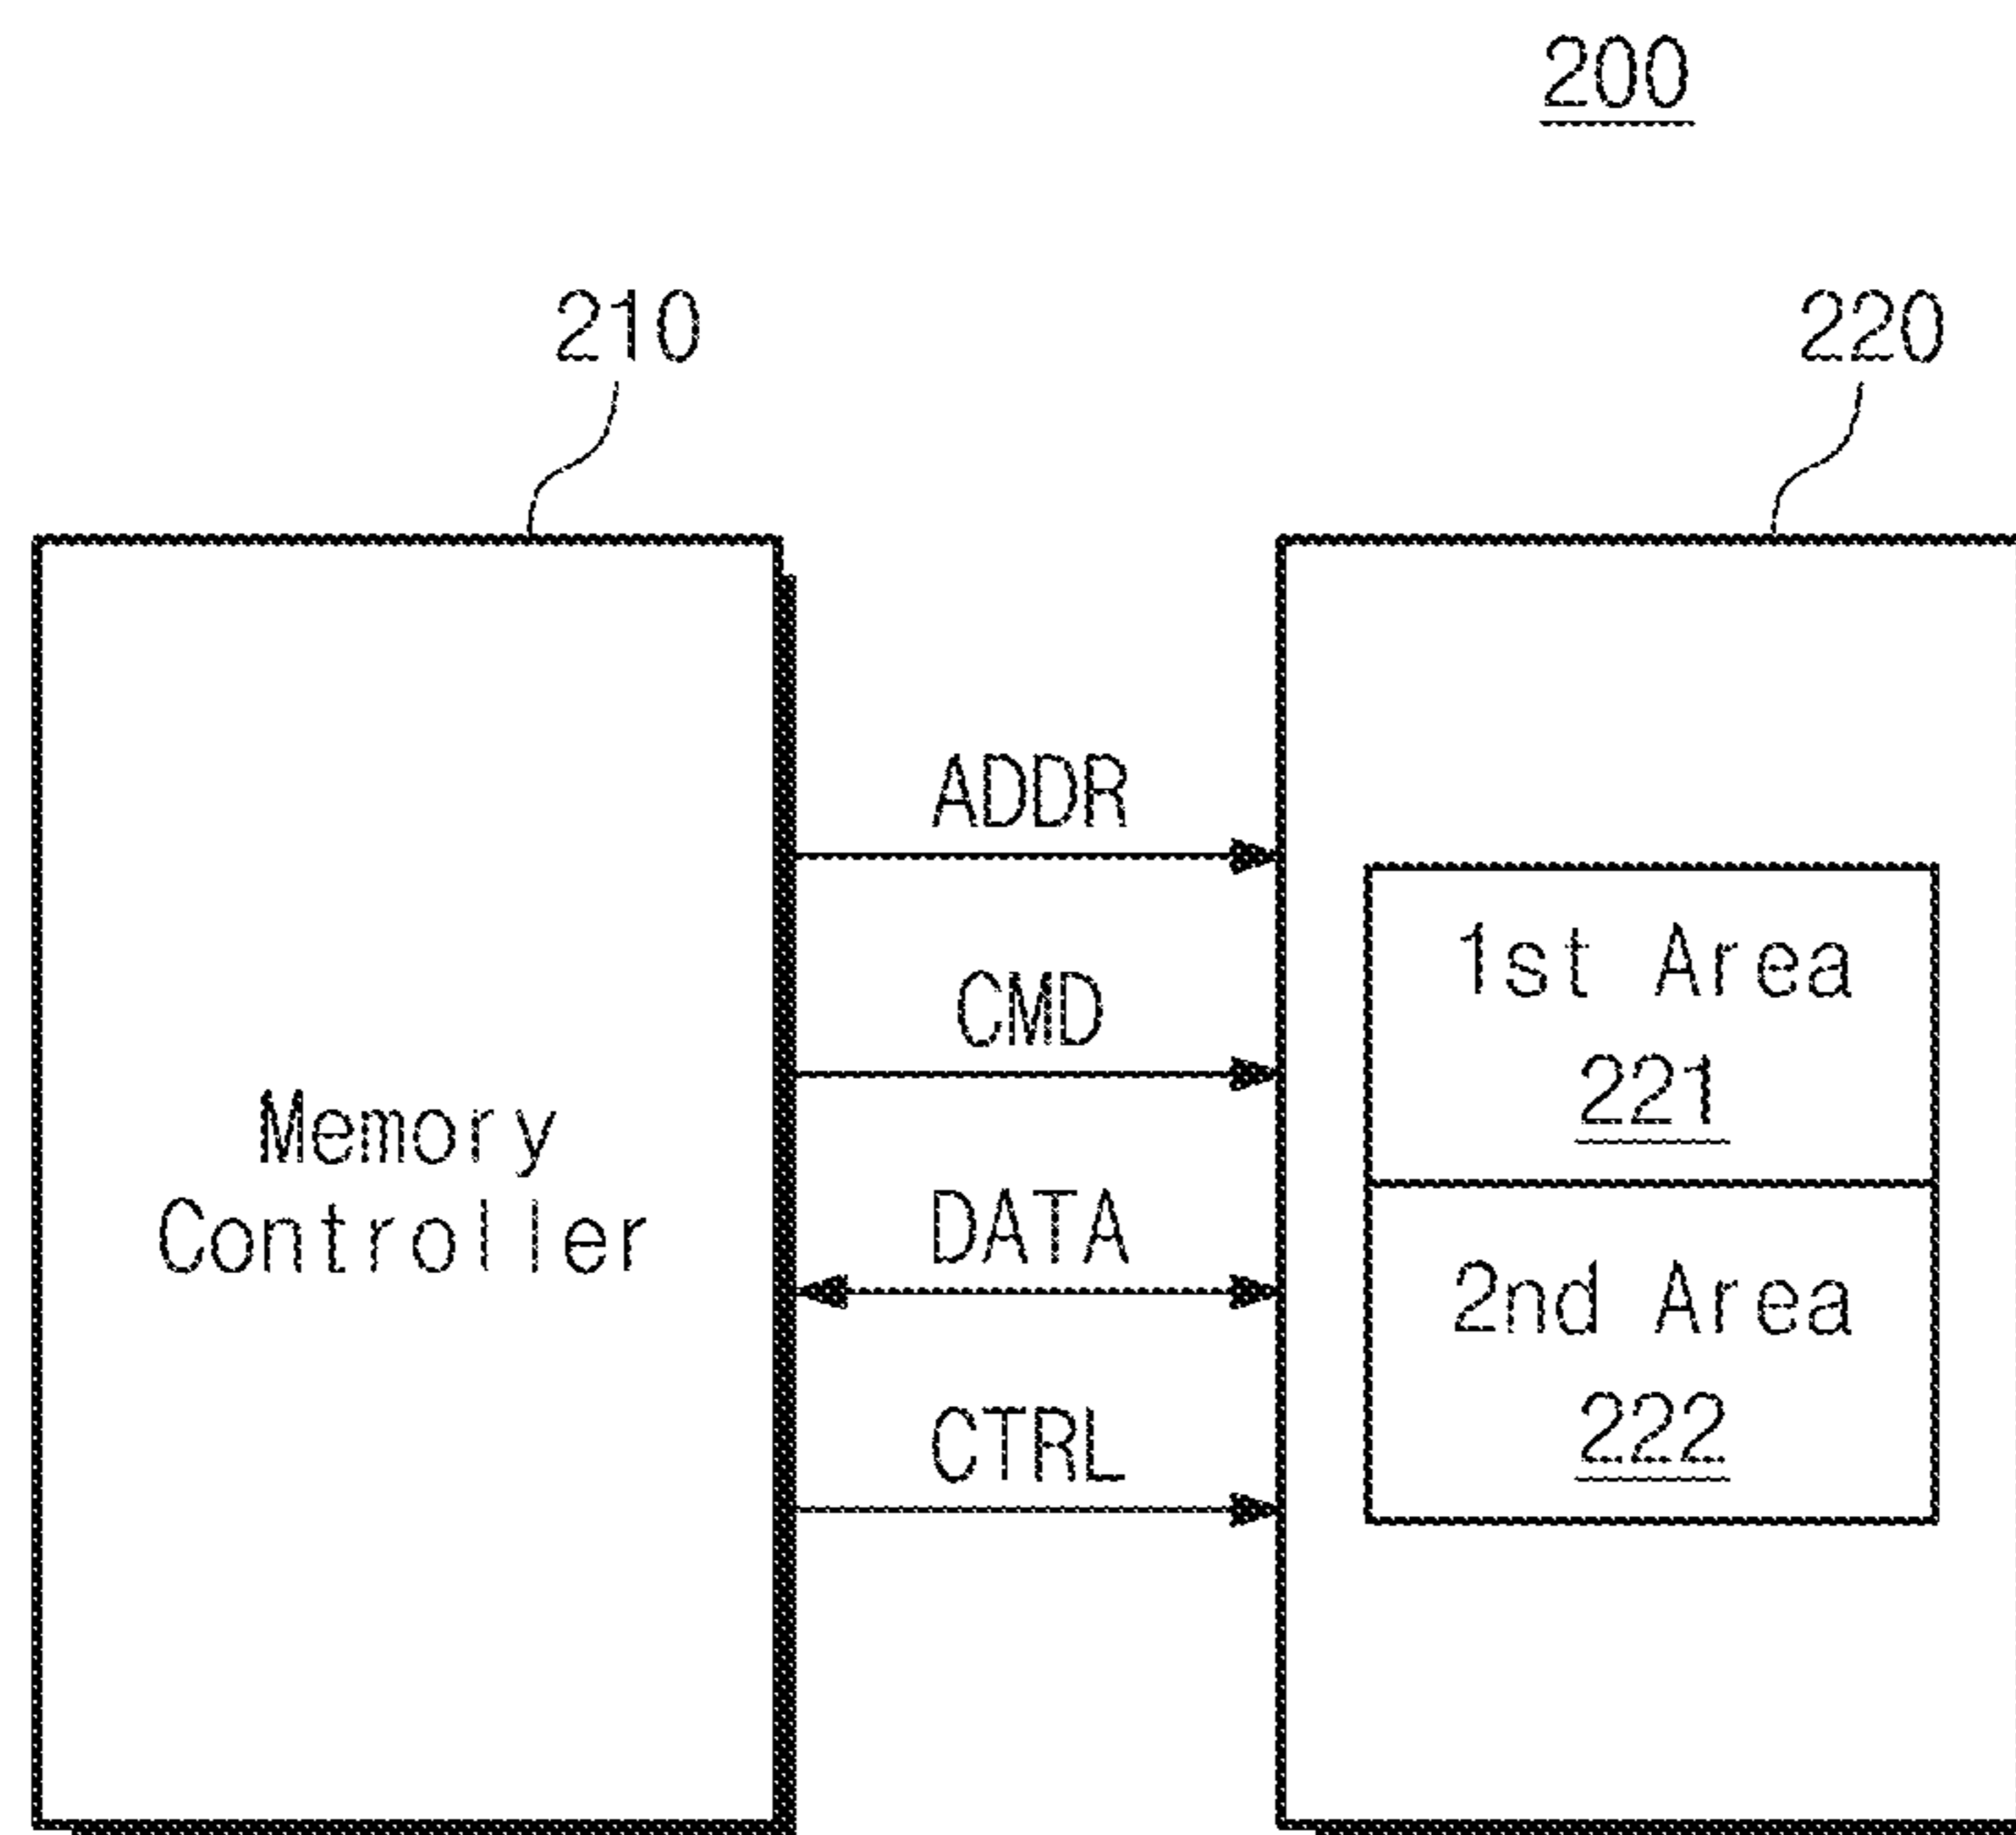 200
210
220
Memory
Controller
ADDR
CMD
DATA
CTRL
1st Area
221
2nd Area
222